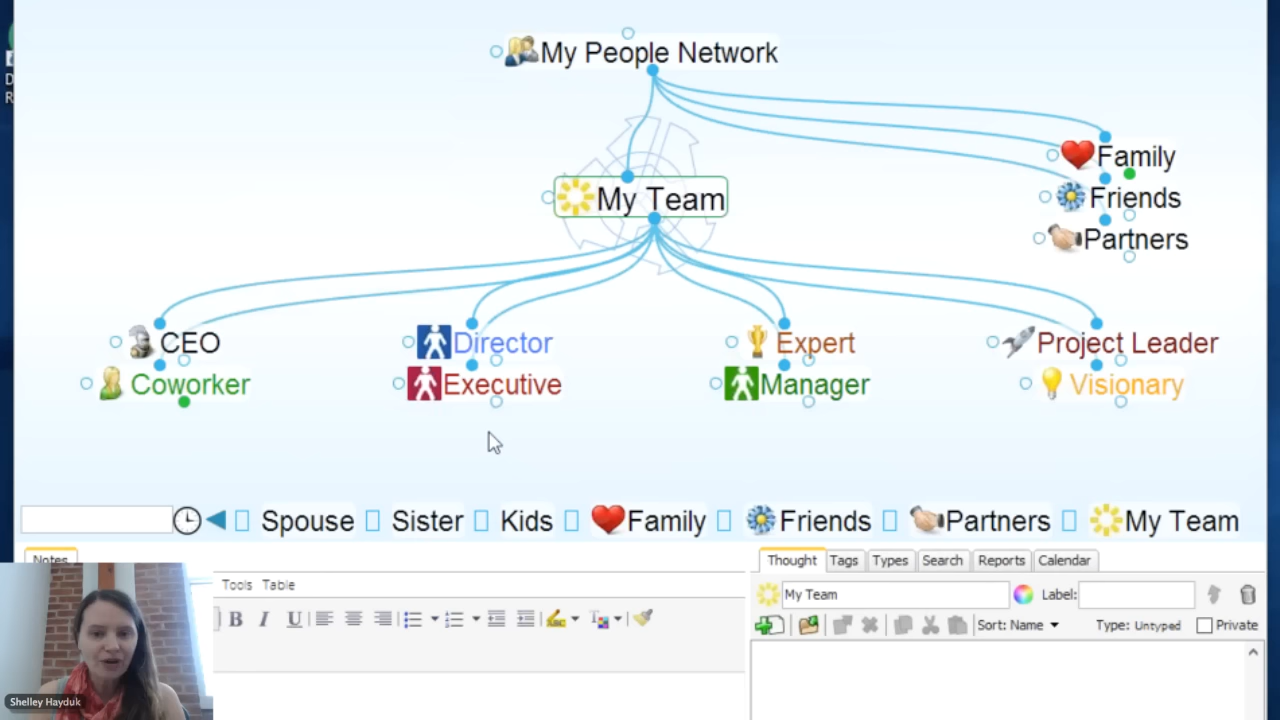 My People Network
Family
My Team
Friends
Partners
CEO
Director
Expert
Project Leader
Coworker
Executive
Manager
Visionary
Spouse
Sister
Kids
Family
Friends
Partners
My Team
Notes
Thought
Tags
Types
Search
Reports
Calendar
Tools
Table
My Team
Label:
B
I
U
Sort: Name
Type: Untyped
Private
Shelley Hayduk
D
R